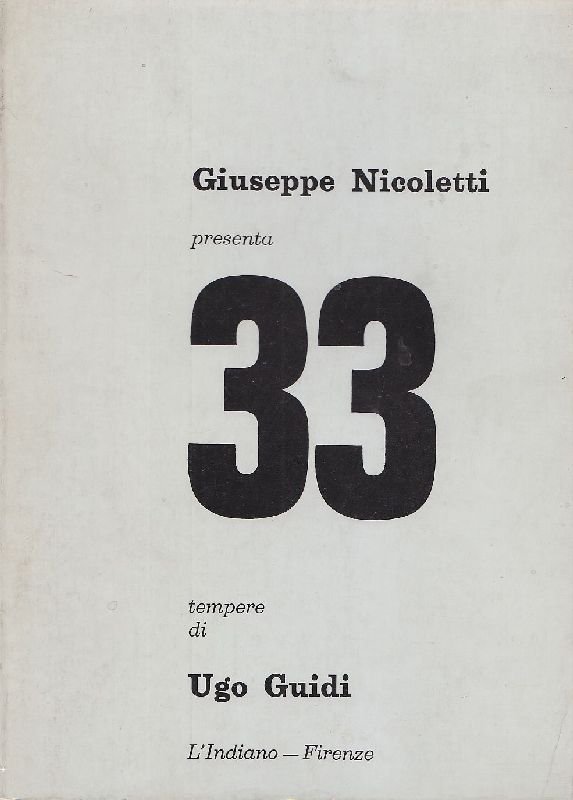 Giuseppe Nicoletti
presenta
33
tempere
di
Ugo Guidi
L'Indiano — Firenze